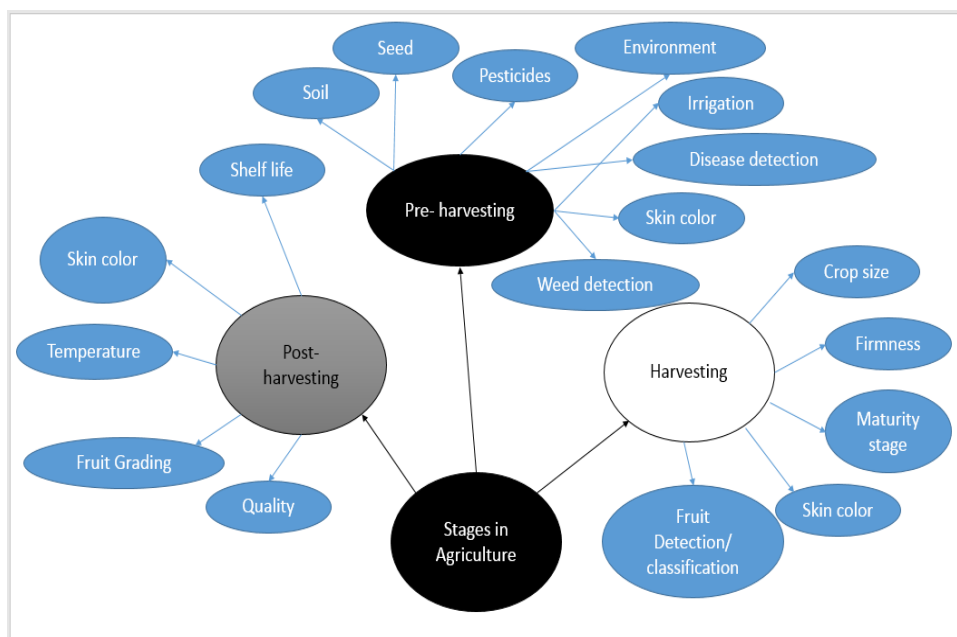 Seed
Environment
Pesticides
Soil
Irrigation
Disease detection
Shelf life
Pre- harvesting
Skin color
Skin color
Crop size
Weed detection
Temperature
Post-
harvesting
Harvesting
Firmness
Maturity
stage
Fruit Grading
Quality
Stages in
Agriculture
Fruit
Detection/
classification
Skin color